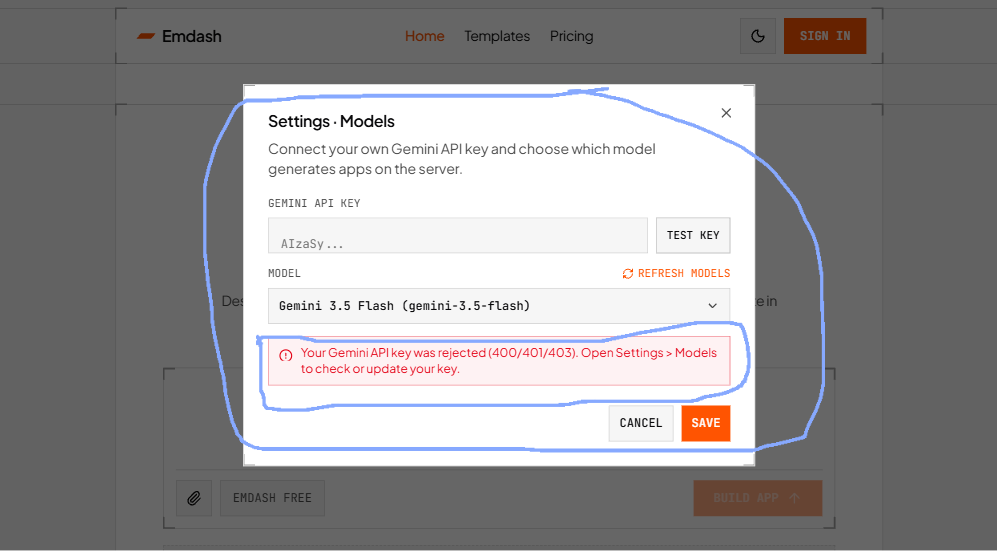 Emdash
Home Templates Pricing
SIGN IN
Settings · Models
Connect your own Gemini API key and choose which model
generates apps on the server.
GEMINI API KEY
AIzaSy...
TEST KEY
MODEL
REFRESH MODELS
Gemini 3.5 Flash (gemini-3.5-flash)
Your Gemini API key was rejected (400/401/403). Open Settings > Models
to check or update your key.
CANCEL
SAVE
EMDASH FREE
BUILD APP